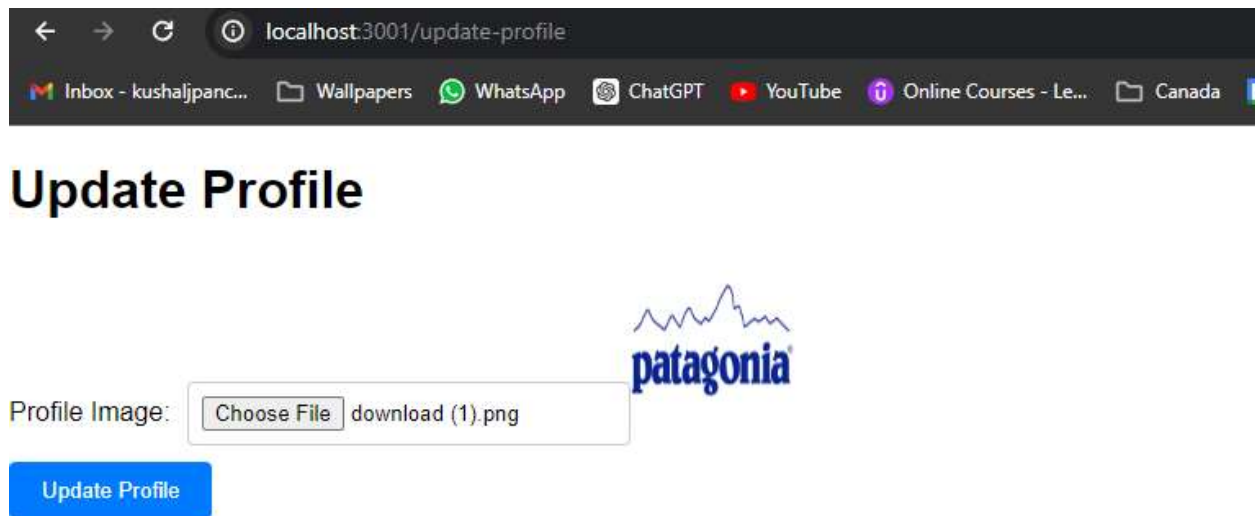 localhost:3001/update-profile
Inbox - kushaljpanc... Wallpapers WhatsApp ChatGPT YouTube Online Courses - Le... Canada
Update Profile
patagonia
Profile Image: Choose File download (1).png
Update Profile